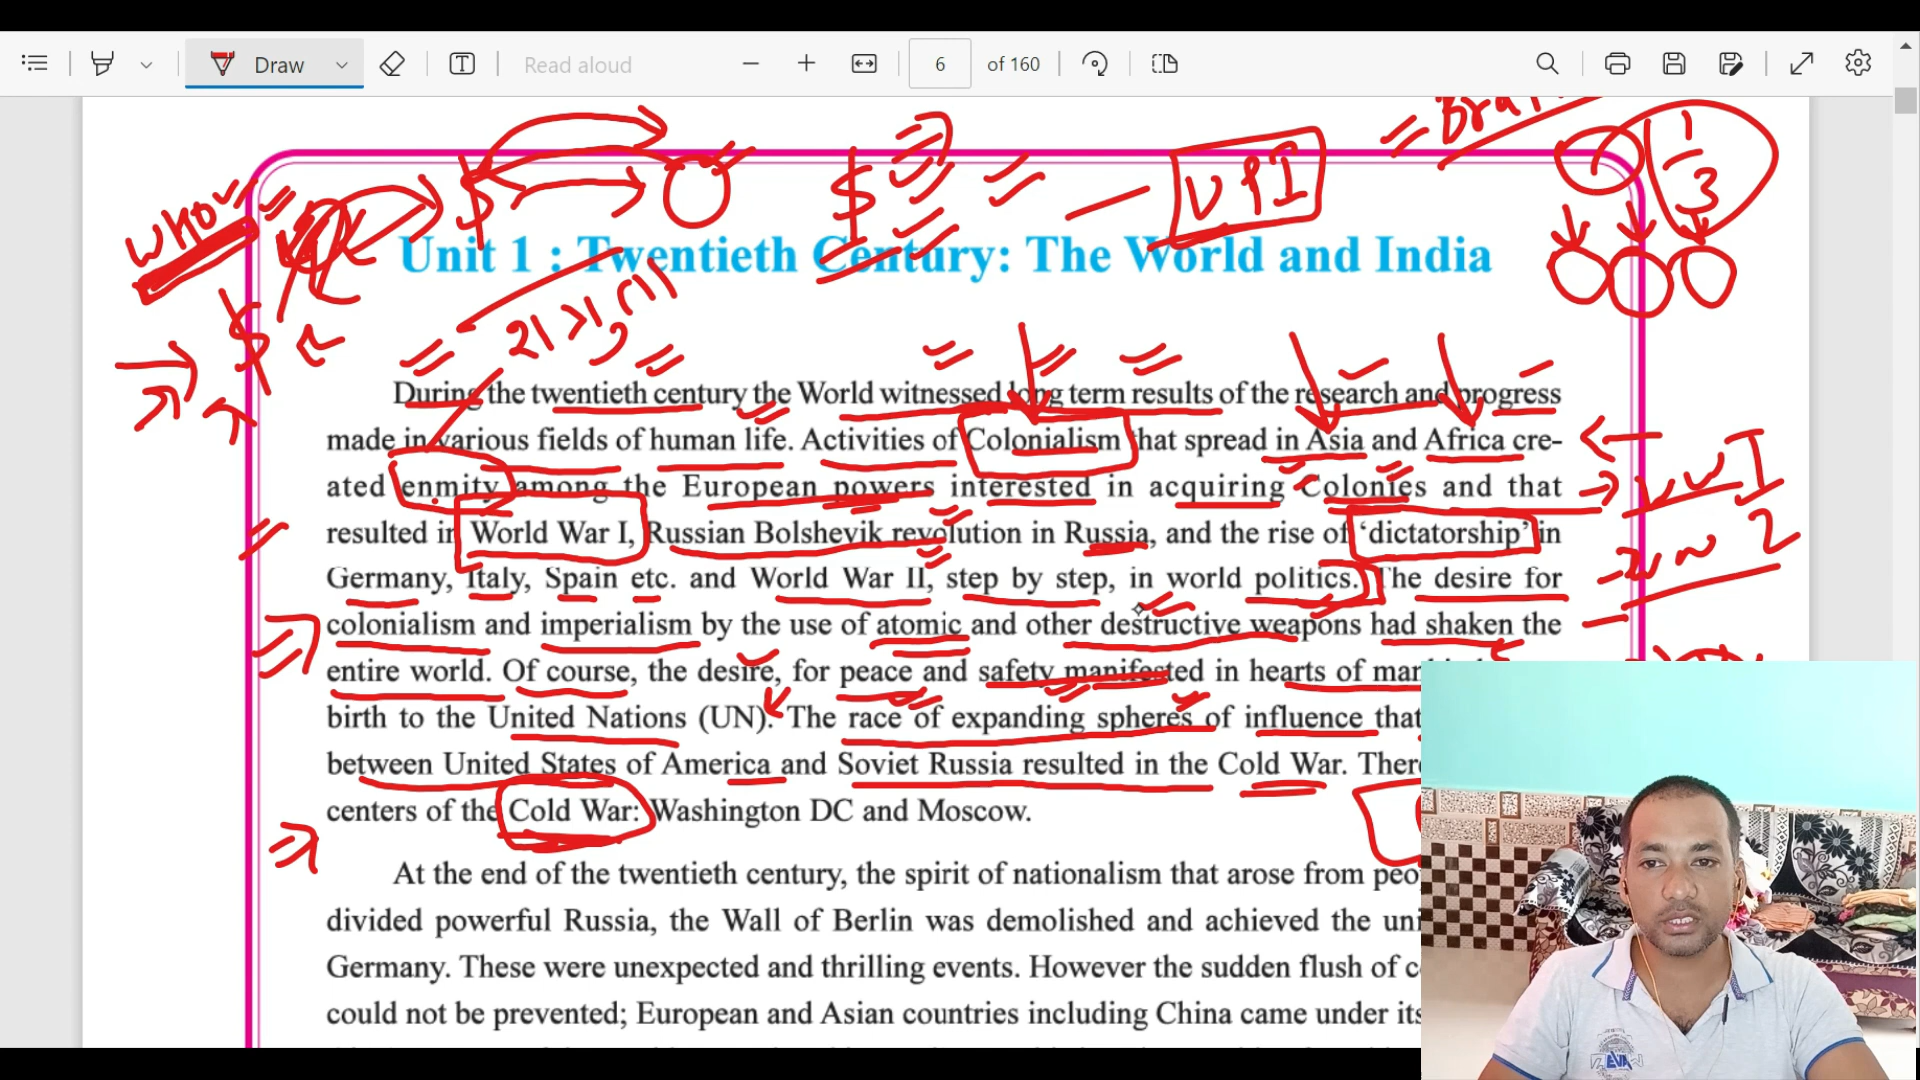 Draw
Read aloud
6
of 160
WHO
$
$
UPI
1
3
$
Unit 1 : Twentieth Century: The World and India
During the twentieth century the World witnessed long term results of the research and progress
made in various fields of human life. Activities of Colonialism that spread in Asia and Africa cre-
ated enmity among the European powers interested in acquiring Colonies and that
resulted in World War I, Russian Bolshevik revolution in Russia, and the rise of ‘dictatorship’ in
Germany, Italy, Spain etc. and World War II, step by step, in world politics. The desire for
colonialism and imperialism by the use of atomic and other destructive weapons had shaken the
entire world. Of course, the desire, for peace and safety manifested in hearts of
birth to the United Nations (UN). The race of expanding spheres of influence that
between United States of America and Soviet Russia resulted in the Cold War.
centers of the Cold War: Washington DC and Moscow.
At the end of the twentieth century, the spirit of nationalism that arose from
divided powerful Russia, the Wall of Berlin was demolished and achieved the
Germany. These were unexpected and thrilling events. However the sudden flush of
could not be prevented; European and Asian countries including China came under its